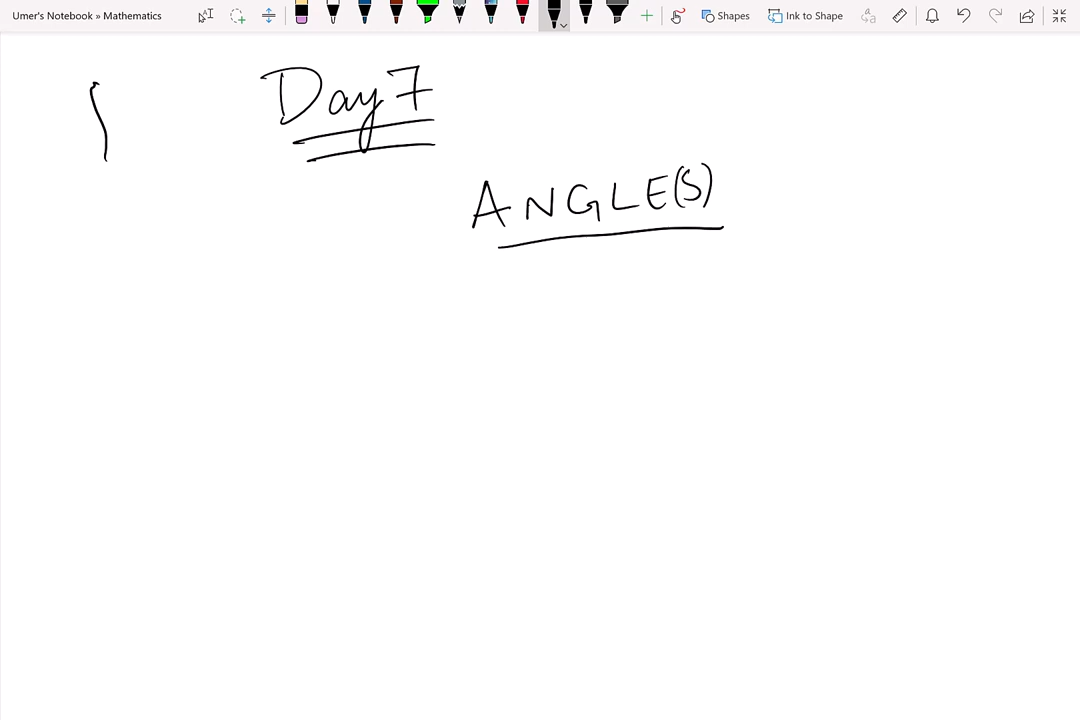 Umer's Notebook » Mathematics
Shapes
Ink to Shape
Day 7
ANGLE(S)